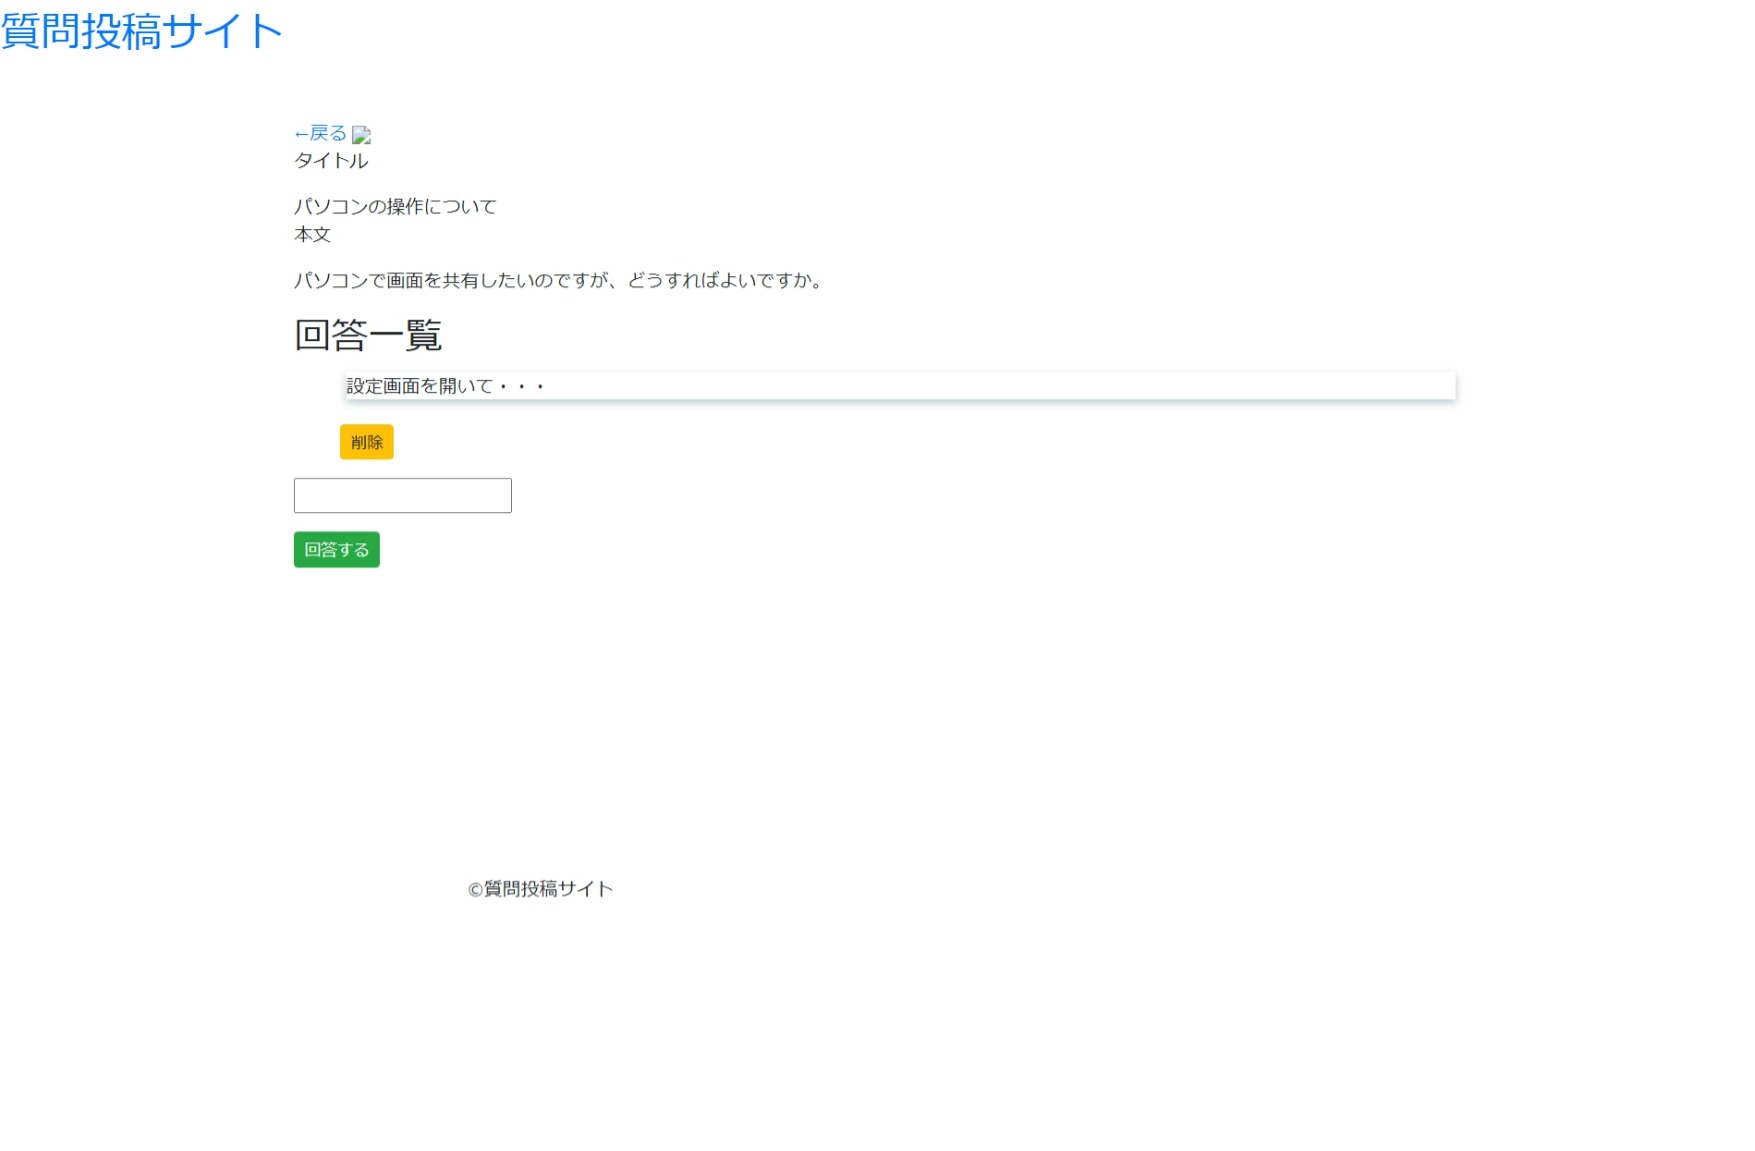 質問投稿サイト
←戻る
タイトル
パソコンの操作について
本文
パソコンで画面を共有したいのですが、どうすればよいですか。
回答一覧
設定画面を開いて・・・
削除
回答する
©質問投稿サイト